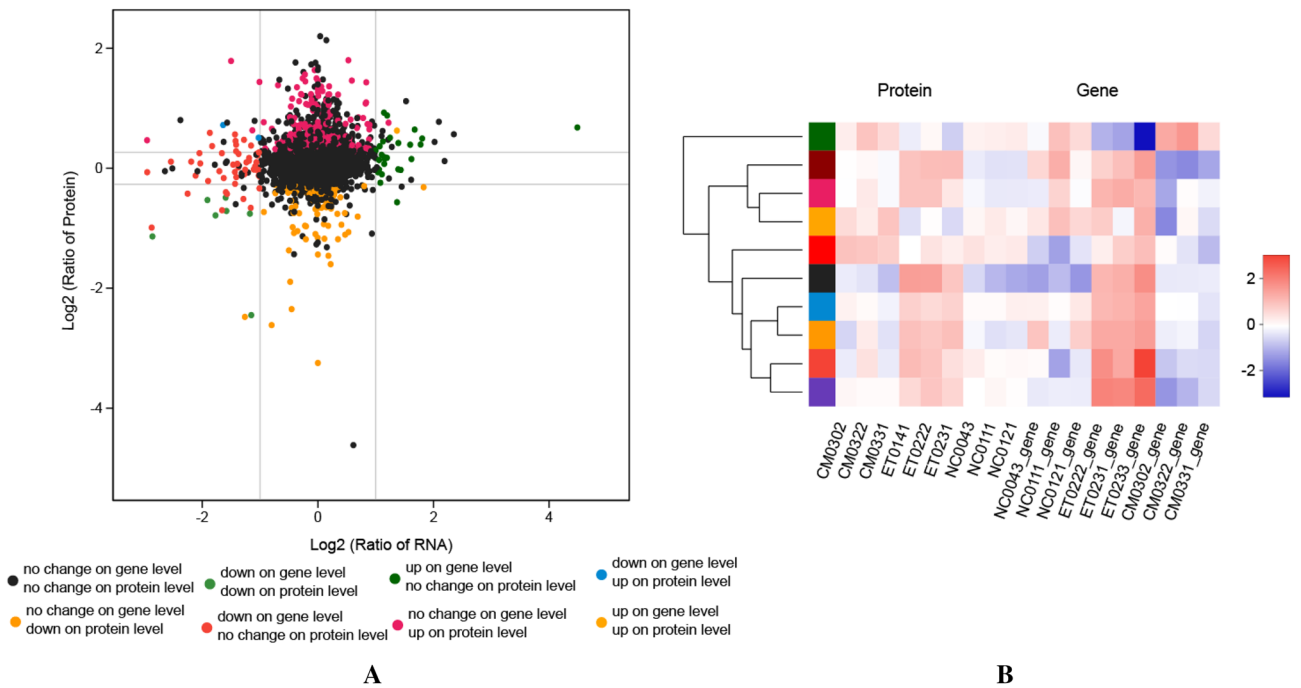 2
0
-2
-4
Log2 (Ratio of Protein)
-2
0
2
4
Log2 (Ratio of RNA)
no change on gene level
no change on protein level
down on gene level
down on protein level
up on gene level
no change on protein level
down on gene level
up on protein level
no change on gene level
down on protein level
down on gene level
no change on protein level
no change on gene level
up on protein level
up on gene level
up on protein level
A
Protein
Gene
CM0302
CM0322
CM0331
ET0141
ET0222
ET0231
NC0043
NC0111
NC0121
NC0043_gene
NC0111_gene
NC0121_gene
ET0222_gene
ET0231_gene
ET0233_gene
CM0302_gene
CM0322_gene
CM0331_gene
2
0
-2
B